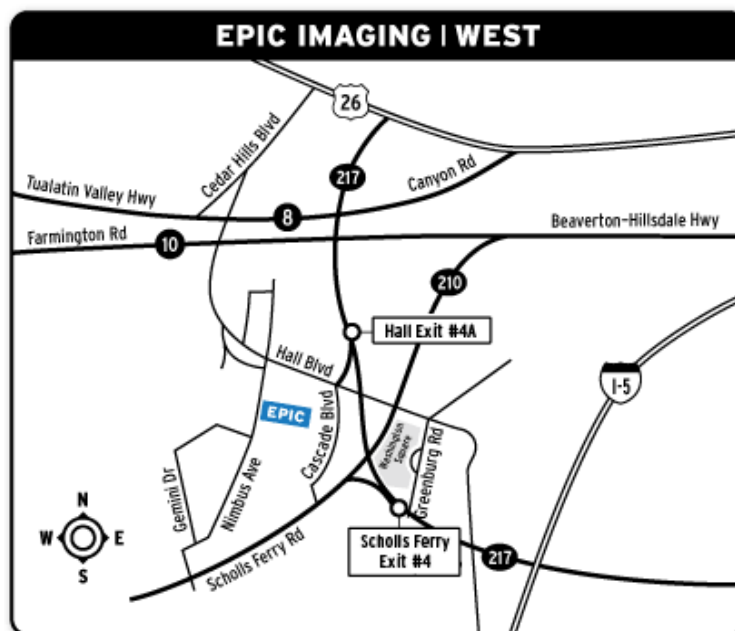 EPIC IMAGING | WEST
26
Cedar Hills Blvd
217
Canyon Rd
Tualatin Valley Hwy
8
Beaverton-Hillsdale Hwy
Farmington Rd
10
210
Hall Exit #4A
Hall Blvd
I-5
EPIC
Cascade Blvd
Washington
Square
Greenburg Rd
Gemini Dr
Nimbus Ave
N
W
E
S
Scholls Ferry Rd
Scholls Ferry
Exit #4
217